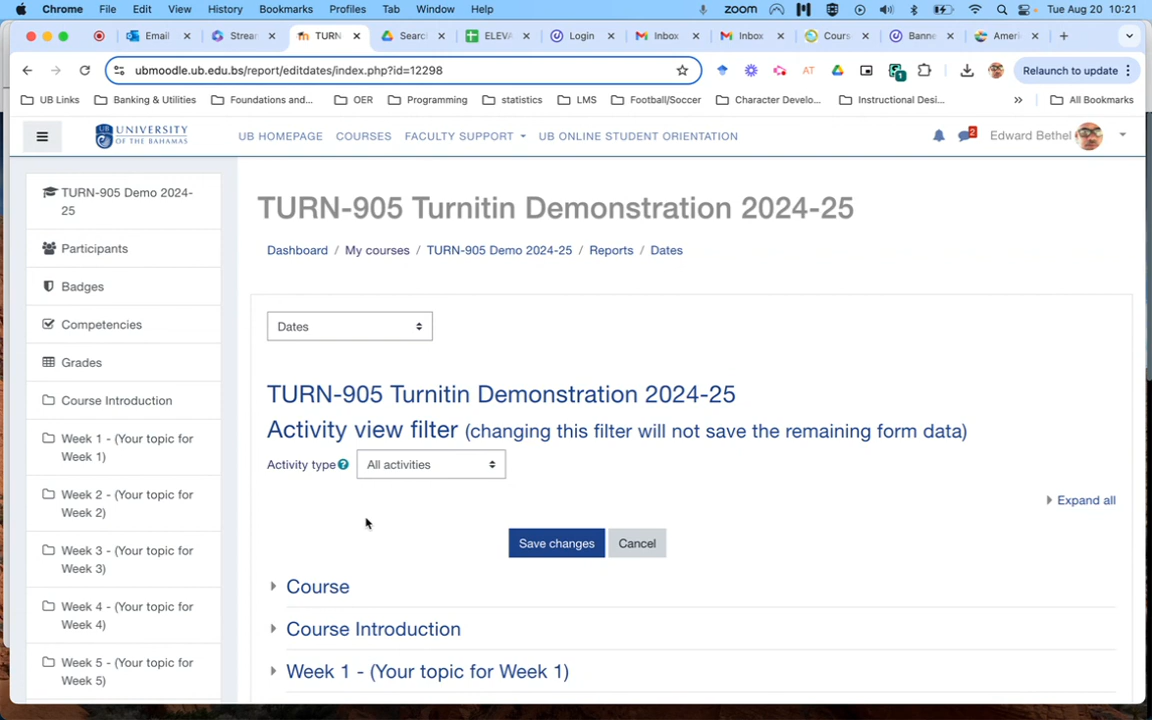 Chrome File Edit View History Bookmarks Profiles Tab Window Help zoom Tue Aug 20 10:21
Email Strear TURN Searc ELEVA Login Inbox Inbox Cours Banne Ameri
ubmoodle.ub.edu.bs/report/editdates/index.php?id=12298 AT 1 Relaunch to update
UB Links Banking & Utilities Foundations and... OER Programming statistics LMS Football/Soccer Character Develo... Instructional Desi... » All Bookmarks
UNIVERSITY
OF THE BAHAMAS
UB HOMEPAGE COURSES FACULTY SUPPORT UB ONLINE STUDENT ORIENTATION 2 Edward Bethel
TURN-905 Demo 2024-
25
Participants
Badges
Competencies
Grades
Course Introduction
Week 1 - (Your topic for
Week 1)
Week 2 - (Your topic for
Week 2)
Week 3 - (Your topic for
Week 3)
Week 4 - (Your topic for
Week 4)
Week 5 - (Your topic for
Week 5)
TURN-905 Turnitin Demonstration 2024-25
Dashboard / My courses / TURN-905 Demo 2024-25 / Reports / Dates
Dates
TURN-905 Turnitin Demonstration 2024-25
Activity view filter (changing this filter will not save the remaining form data)
Activity type ? All activities
Expand all
Save changes Cancel
Course
Course Introduction
Week 1 - (Your topic for Week 1)